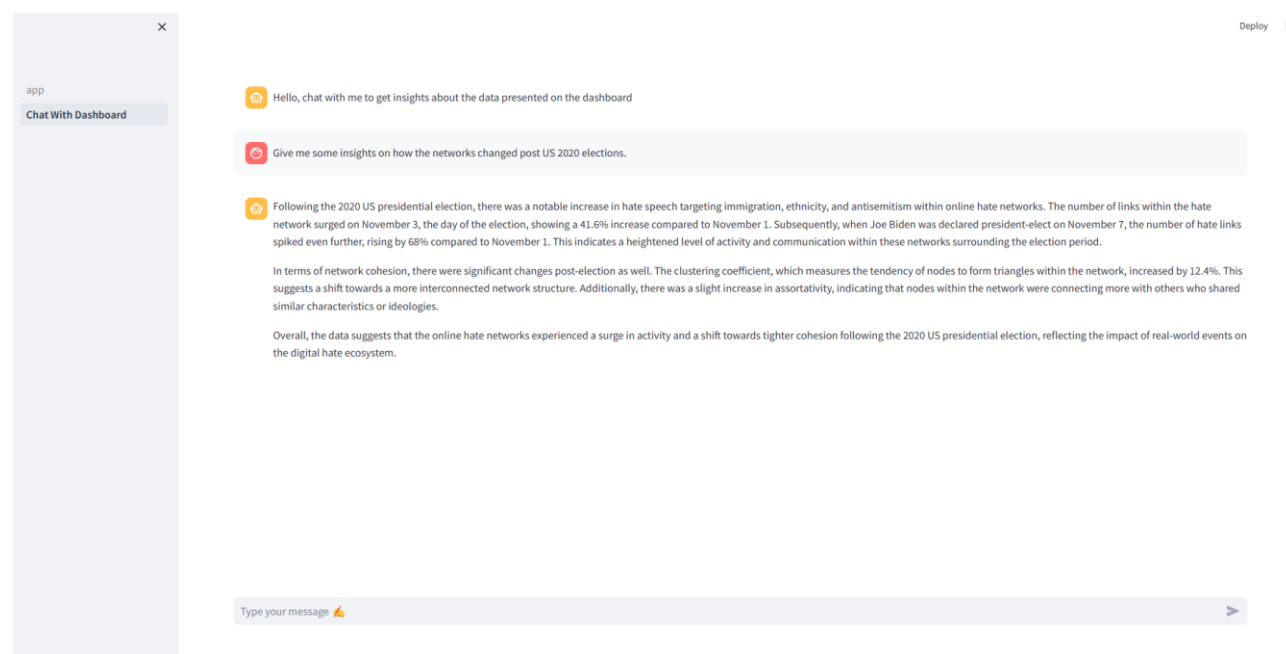 Deploy
app
Chat With Dashboard
Hello, chat with me to get insights about the data presented on the dashboard
Give me some insights on how the networks changed post US 2020 elections.
Following the 2020 US presidential election, there was a notable increase in hate speech targeting immigration, ethnicity, and antisemitism within online hate networks. The number of links within the hate
network surged on November 3, the day of the election, showing a 41.6% increase compared to November 1. Subsequently, when Joe Biden was declared president-elect on November 7, the number of hate links
spiked even further, rising by 68% compared to November 1. This indicates a heightened level of activity and communication within these networks surrounding the election period.
In terms of network cohesion, there were significant changes post-election as well. The clustering coefficient, which measures the tendency of nodes to form triangles within the network, increased by 12.4%. This
suggests a shift towards a more interconnected network structure. Additionally, there was a slight increase in assortativity, indicating that nodes within the network were connecting more with others who shared
similar characteristics or ideologies.
Overall, the data suggests that the online hate networks experienced a surge in activity and a shift towards tighter cohesion following the 2020 US presidential election, reflecting the impact of real-world events on
the digital hate ecosystem.
Type your message ✍️